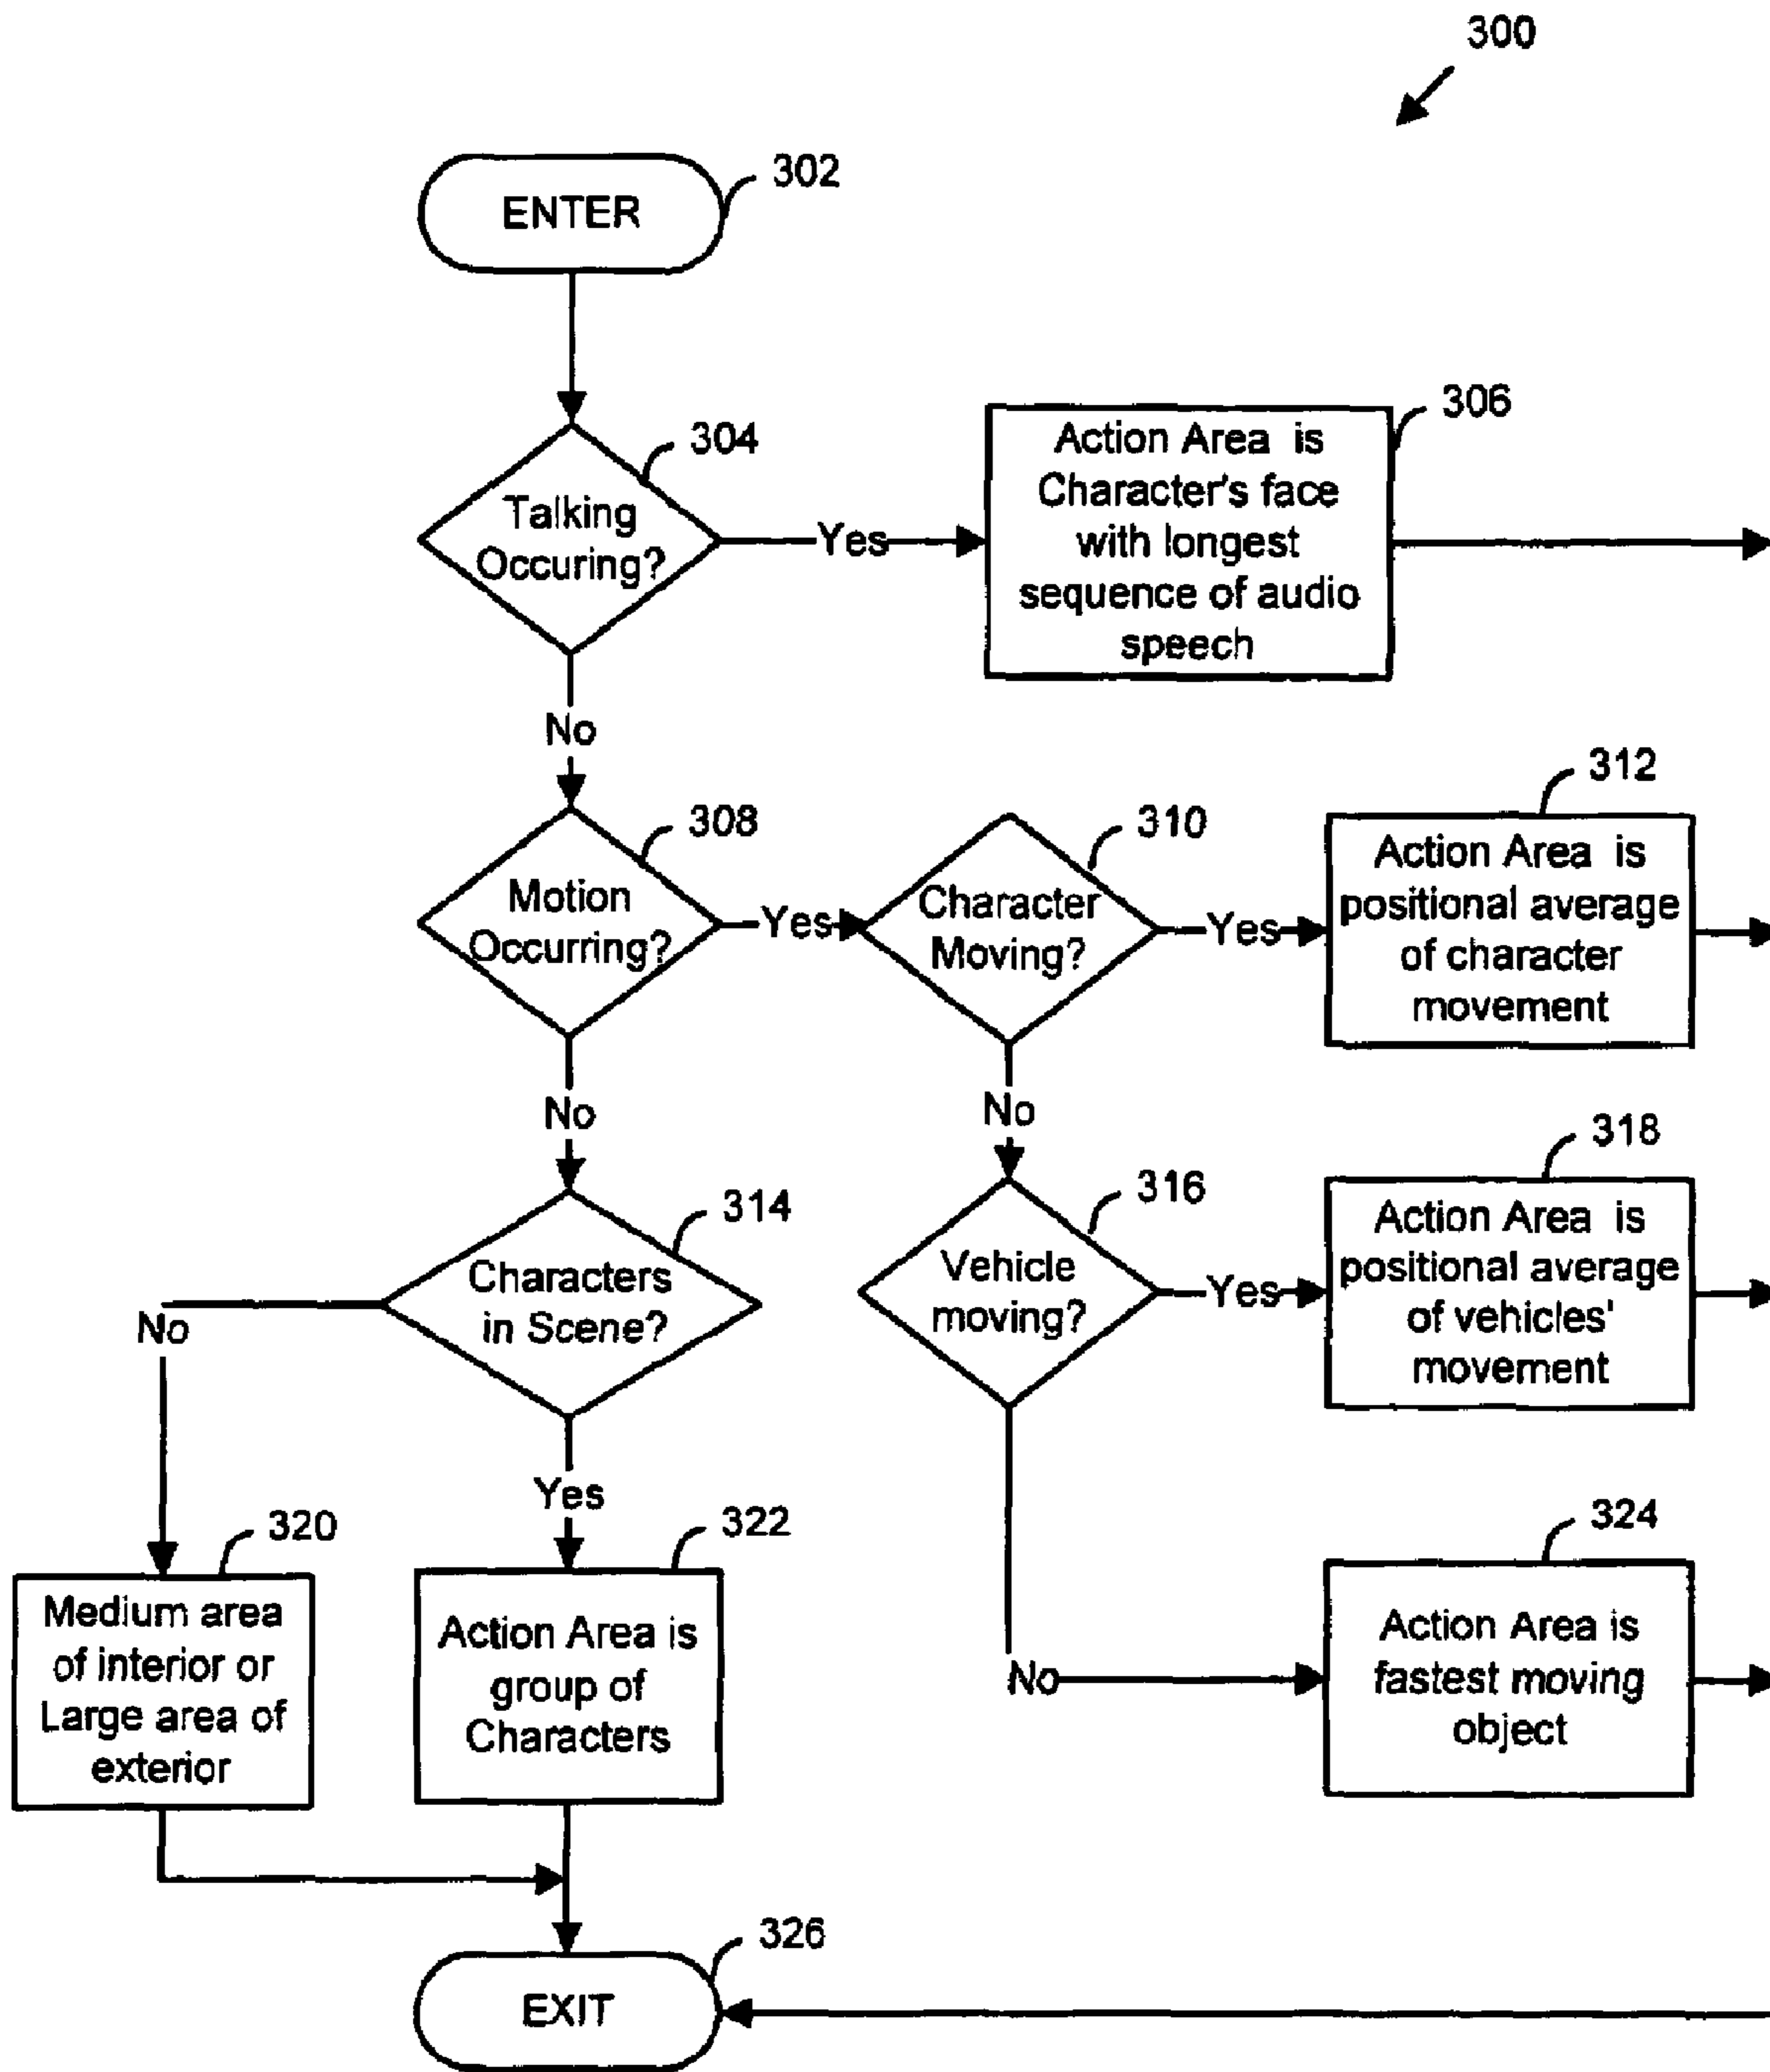 300
ENTER
302
Talking
Occuring?
304
Yes
Action Area is
Character's face
with longest
sequence of audio
speech
306
No
Motion
Occurring?
308
Yes
Character
Moving?
310
Yes
Action Area is
positional average
of character
movement
312
No
No
Characters
in Scene?
314
Vehicle
moving?
316
Yes
Action Area is
positional average
of vehicles'
movement
318
No
Yes
No
Medium area
of interior or
Large area of
exterior
320
Action Area is
group of
Characters
322
Action Area is
fastest moving
object
324
EXIT
326